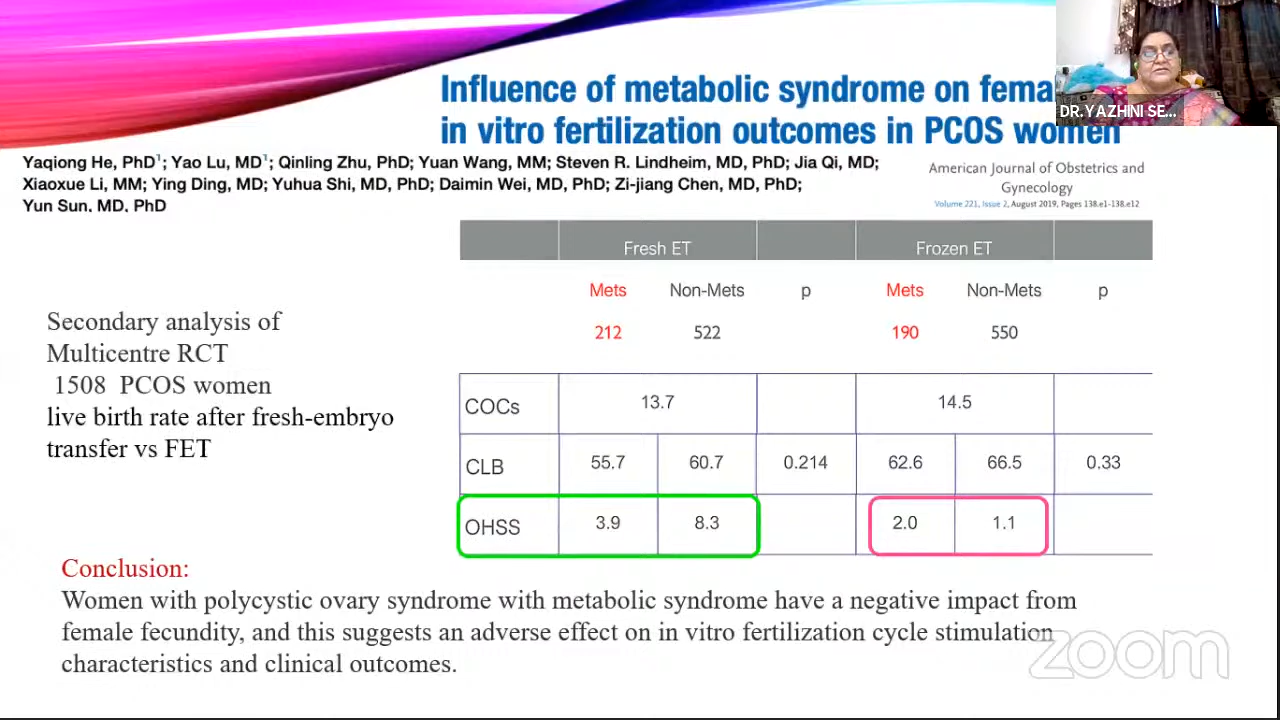 Influence of metabolic syndrome on fema
in vitro fertilization outcomes in PCOS women
DR.YAZHNI SE...
Yaqiong He, PhD1; Yao Lu, MD1; Qinling Zhu, PhD; Yuan Wang, MM; Steven R. Lindheim, MD, PhD; Jia Qi, MD;
Xiaoxue Li, MM; Ying Ding, MD; Yuhua Shi, MD, PhD; Daimin Wei, MD, PhD; Zi-jiang Chen, MD, PhD;
Yun Sun, MD, PhD
American Journal of Obstetrics and
Gynecology
Volume 221, Issue 2, August 2019, Pages 138.e1-138.e12
Secondary analysis of
Multicentre RCT
1508 PCOS women
live birth rate after fresh-embryo
transfer vs FET
Fresh ET Frozen ET
Mets Non-Mets p Mets Non-Mets p
212 522 190 550
COCs 13.7 14.5
CLB 55.7 60.7 0.214 62.6 66.5 0.33
OHSS 3.9 8.3 2.0 1.1
Conclusion:
Women with polycystic ovary syndrome with metabolic syndrome have a negative impact from
female fecundity, and this suggests an adverse effect on in vitro fertilization cycle stimulation
characteristics and clinical outcomes.
zoom